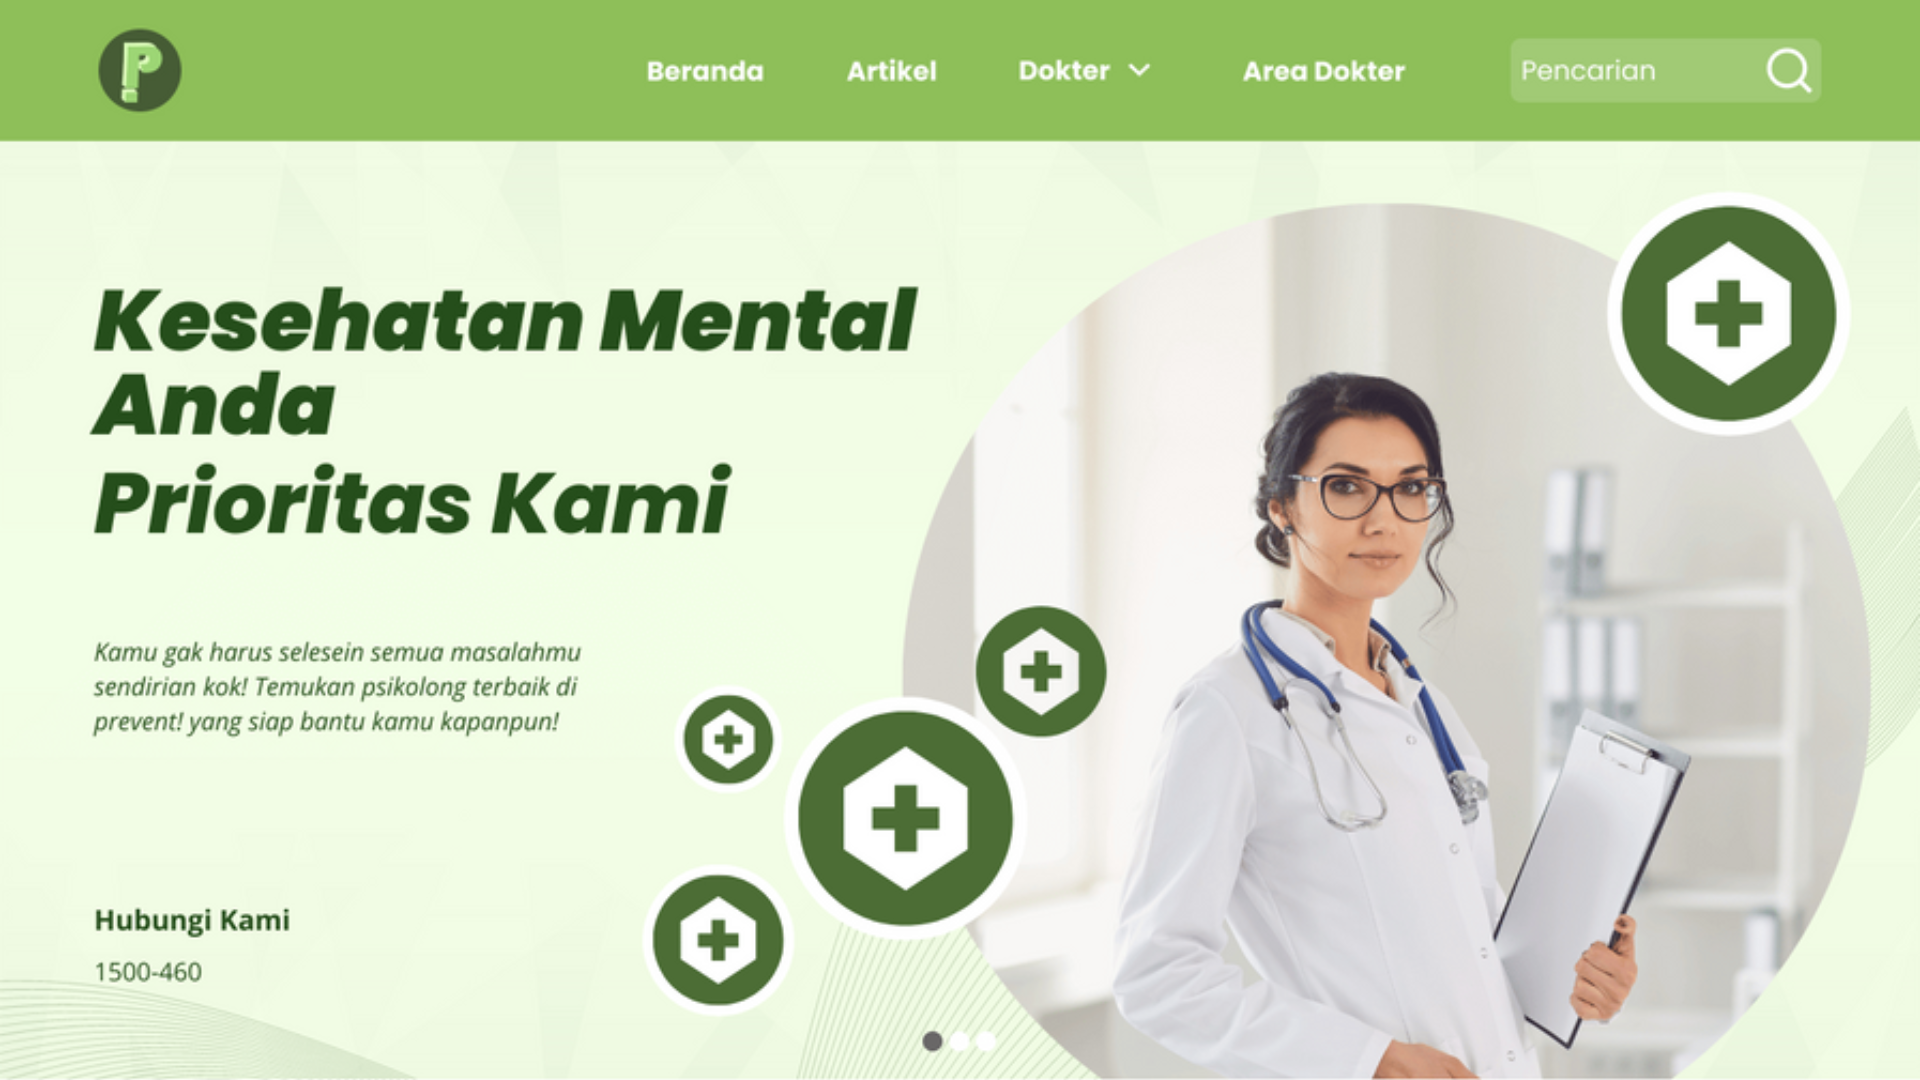 P
Beranda
Artikel
Dokter
Area Dokter
Pencarian
Kesehatan Mental
Anda
Prioritas Kami
Kamu gak harus selesein semua masalahmu
sendirian kok! Temukan psikolong terbaik di
prevent! yang siap bantu kamu kapanpun!
Hubungi Kami
1500-460